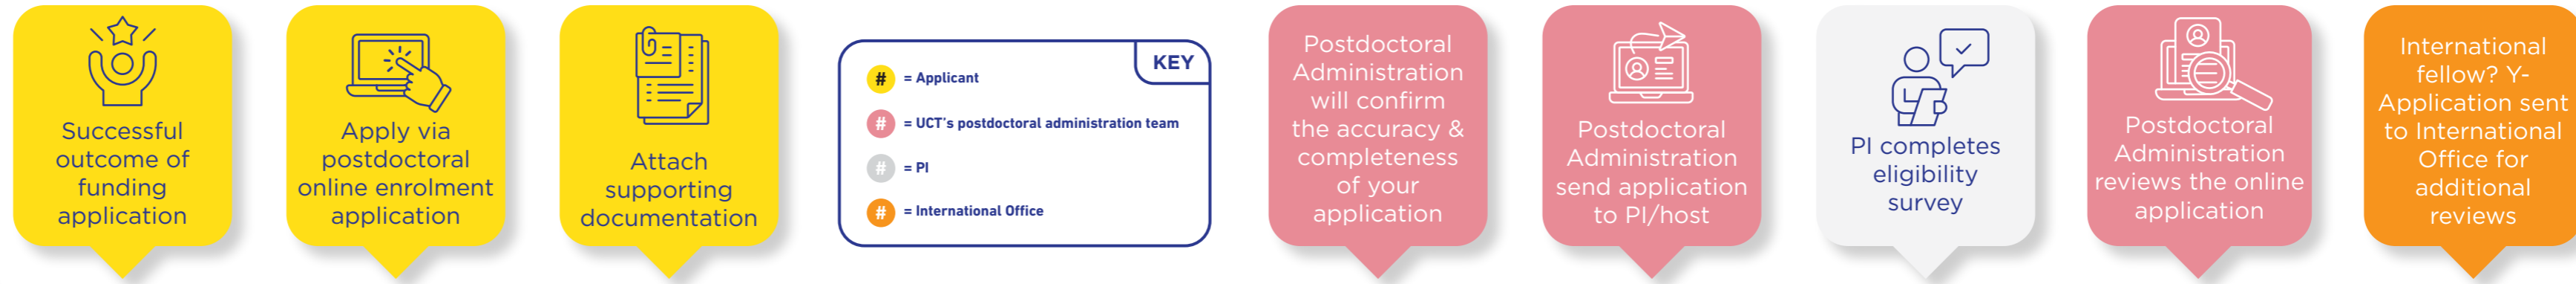 Successful
outcome of
funding
application
Apply via
postdoctoral
online enrolment
application
Attach
supporting
documentation
KEY
# = Applicant
# = UCT's postdoctoral administration team
# = PI
# = International Office
Postdoctoral
Administration
will confirm
the accuracy &
completeness
of your
application
Postdoctoral
Administration
send application
to PI/host
PI completes
eligibility
survey
Postdoctoral
Administration
reviews the online
application
International
fellow? Y-
Application sent
to International
Office for
additional
reviews